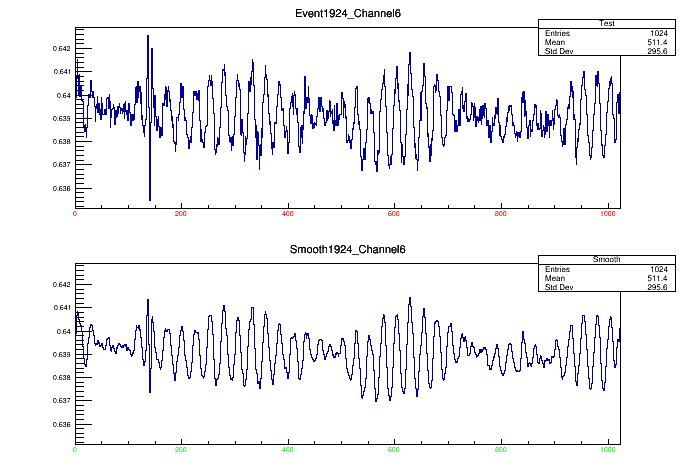 Event1924_Channel6
Test
Entries 1024
Mean 511.4
Std Dev 295.6
0.642
0.641
0.64
0.639
0.638
0.637
0.636
0 200 400 600 800 1000
Smooth1924_Channel6
Smooth
Entries 1024
Mean 511.4
Std Dev 295.6
0.642
0.641
0.64
0.639
0.638
0.637
0.636
0 200 400 600 800 1000